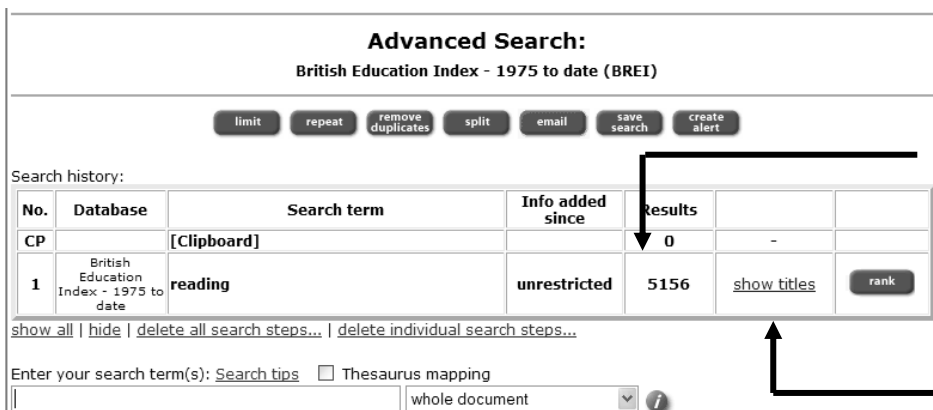 Advanced Search:
British Education Index - 1975 to date (BREI)
limit repeat remove duplicates split email save search create alert
Search history:
No. Database Search term Info added since Results
CP [Clipboard] 0 -
1 British Education Index - 1975 to date reading unrestricted 5156 show titles rank
show all | hide | delete all search steps... | delete individual search steps...
Enter your search term(s): Search tips Thesaurus mapping
whole document i